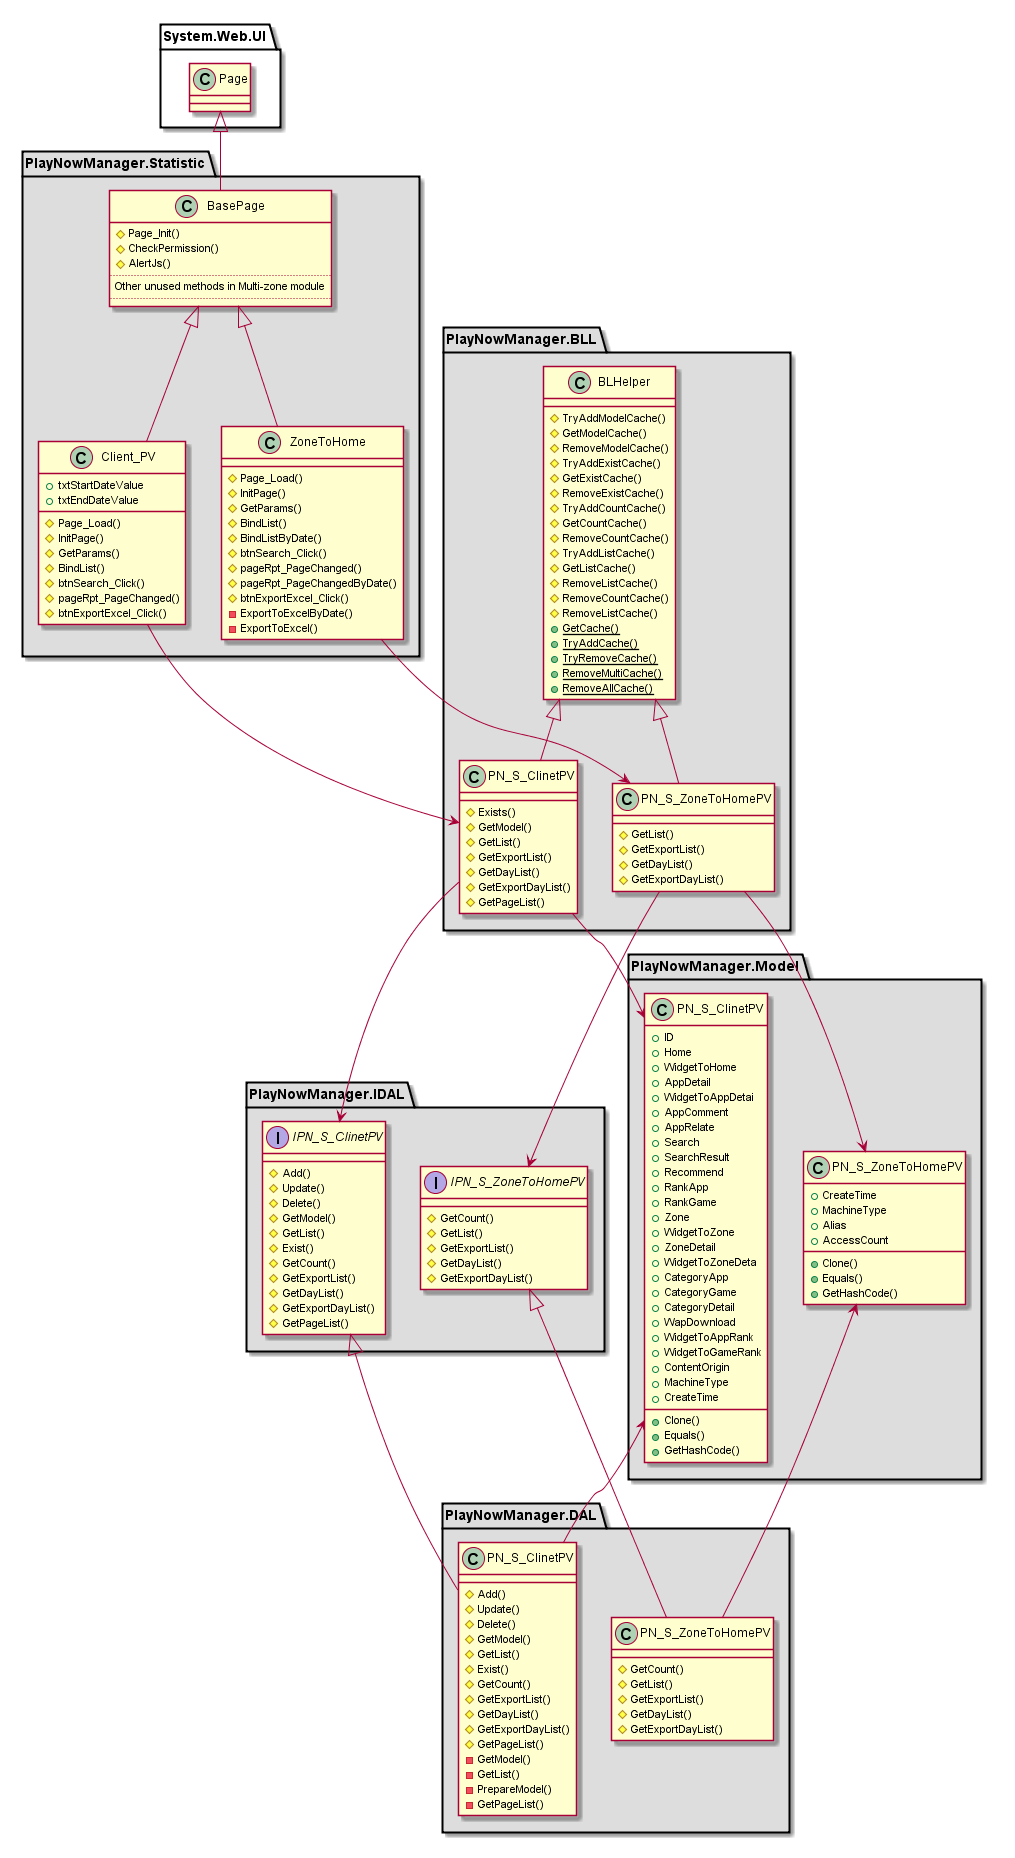 System.Web.UI
C Page
PlayNowManager.Statistic
C BasePage
Page_Init()
CheckPermission()
AlertJs()
Other unused methods in Multi-zone module
C Client_PV
txtStartDateValue
txtEndDateValue
Page_Load()
InitPage()
GetParams()
BindList()
btnSearch_Click()
pageRpt_PageChanged()
btnExportExcel_Click()
C ZoneToHome
Page_Load()
InitPage()
GetParams()
BindList()
BindListByDate()
btnSearch_Click()
pageRpt_PageChanged()
pageRpt_PageChangedByDate()
btnExportExcel_Click()
ExportToExcelByDate()
ExportToExcel()
PlayNowManager.BLL
C BLHelper
TryAddModelCache()
GetModelCache()
RemoveModelCache()
TryAddExistCache()
GetExistCache()
RemoveExistCache()
TryAddCountCache()
GetCountCache()
RemoveCountCache()
TryAddListCache()
GetListCache()
RemoveListCache()
RemoveCountCache()
RemoveListCache()
GetCache()
TryAddCache()
TryRemoveCache()
RemoveMultiCache()
RemoveAllCache()
C PN_S_ClinetPV
Exists()
GetModel()
GetList()
GetExportList()
GetDayList()
GetExportDayList()
GetPageList()
C PN_S_ZoneToHomePV
GetList()
GetExportList()
GetDayList()
GetExportDayList()
PlayNowManager.Model
C PN_S_ClinetPV
ID
Home
WidgetToHome
AppDetail
WidgetToAppDetai
AppComment
AppRelate
Search
SearchResult
Recommend
RankApp
RankGame
Zone
WidgetToZone
ZoneDetail
WidgetToZoneDeta
CategoryApp
CategoryGame
CategoryDetail
WapDownload
WidgetToAppRank
WidgetToGameRank
ContentOrigin
MachineType
CreateTime
Clone()
Equals()
GetHashCode()
C PN_S_ZoneToHomePV
CreateTime
MachineType
Alias
AccessCount
Clone()
Equals()
GetHashCode()
PlayNowManager.IDAL
I IPN_S_ClinetPV
Add()
Update()
Delete()
GetModel()
GetList()
Exist()
GetCount()
GetExportList()
GetDayList()
GetExportDayList()
GetPageList()
I IPN_S_ZoneToHomePV
GetCount()
GetList()
GetExportList()
GetDayList()
GetExportDayList()
PlayNowManager.DAL
C PN_S_ClinetPV
Add()
Update()
Delete()
GetModel()
GetList()
Exist()
GetCount()
GetExportList()
GetDayList()
GetExportDayList()
GetPageList()
GetModel()
GetList()
PrepareModel()
GetPageList()
C PN_S_ZoneToHomePV
GetCount()
GetList()
GetExportList()
GetDayList()
GetExportDayList()